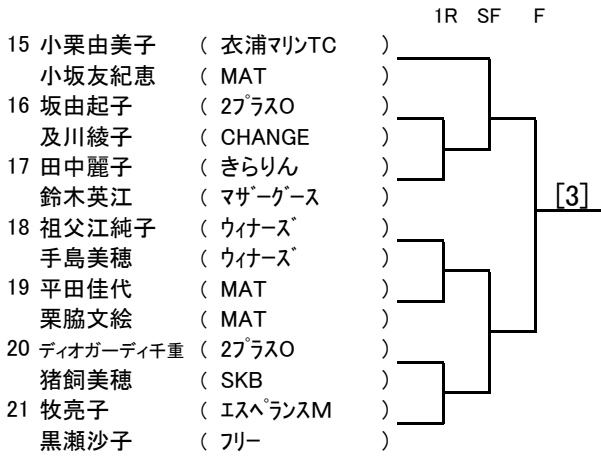 1R SF F
15 小栗由美子 ( 衣浦マリンTC )
小坂友紀恵 ( MAT )
16 坂由起子 ( 2プラスO )
及川綾子 ( CHANGE )
17 田中麗子 ( きらりん )
鈴木英江 ( マザーグース )
[3]
18 祖父江純子 ( ウィナーズ )
手島美穂 ( ウィナーズ )
19 平田佳代 ( MAT )
栗脇文絵 ( MAT )
20 ディオガーディ千重 ( 2プラスO )
猪飼美穂 ( SKB )
21 牧亮子 ( エスペランスM )
黒瀬沙子 ( フリー )